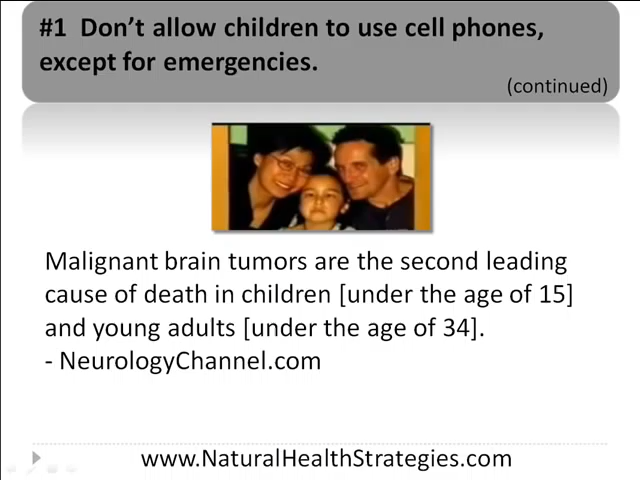 #1  Don’t allow children to use cell phones,
except for emergencies.
(continued)
Malignant brain tumors are the second leading
cause of death in children [under the age of 15]
and young adults [under the age of 34].
- NeurologyChannel.com
www.NaturalHealthStrategies.com